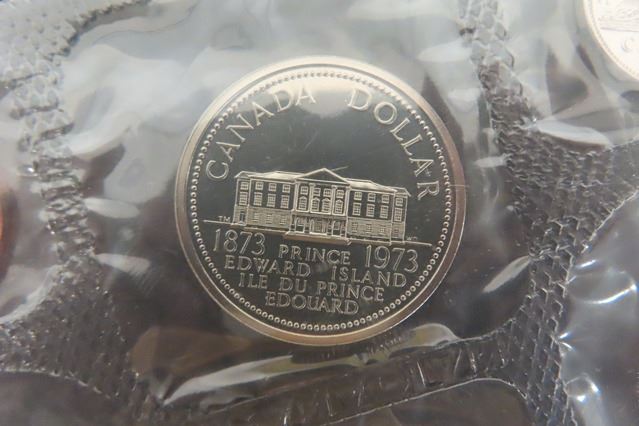 CANADA DOLLAR
TM
1873 PRINCE 1973
EDWARD ISLAND
ILE DU PRINCE
EDOUARD